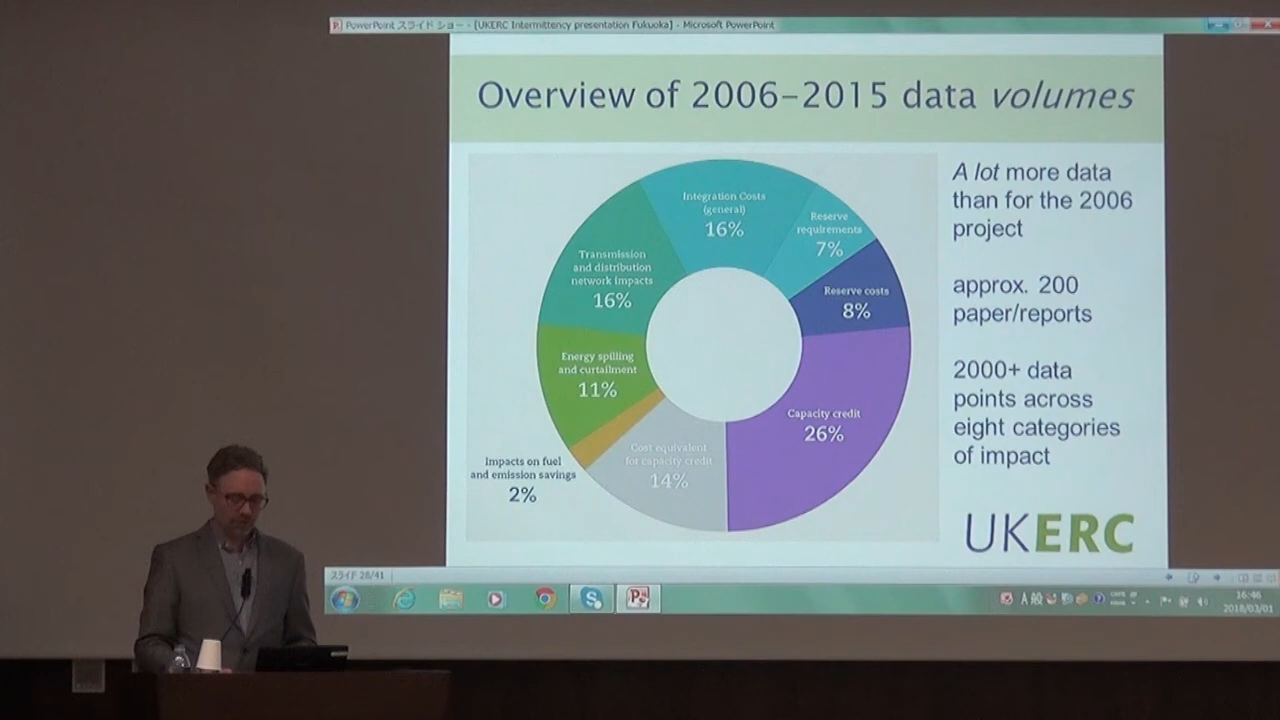 PowerPoint スライド ショー - [UKERC Intermittency presentation Fukuoka] - Microsoft PowerPoint
Overview of 2006–2015 data volumes
Integration Costs
(general)
16%
Reserve
requirements
7%
Reserve costs
8%
Capacity credit
26%
Cost equivalent
for capacity credit
14%
Impacts on fuel
and emission savings
2%
Energy spilling
and curtailment
11%
Transmission
and distribution
network impacts
16%
A lot more data
than for the 2006
project
approx. 200
paper/reports
2000+ data
points across
eight categories
of impact
UKERC
スライド 28/41
A 般
16:46
2018/03/01